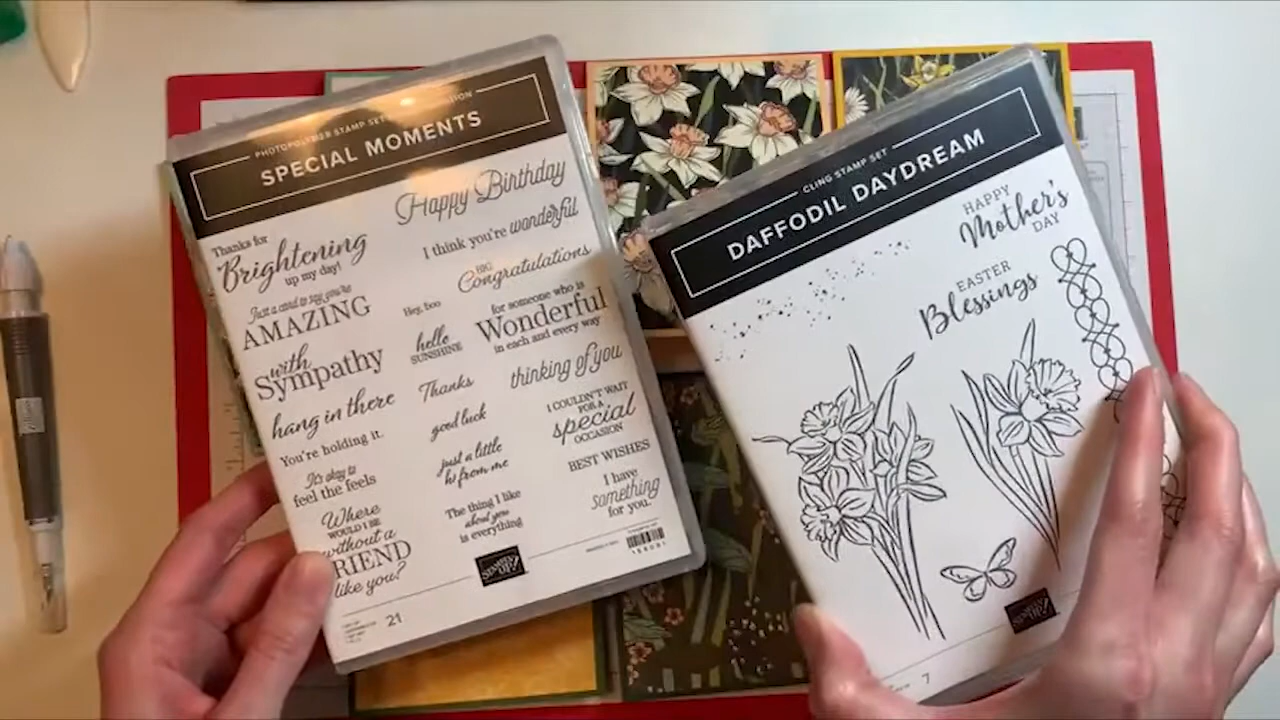 PHOTOPOLYMER STAMP SET
SPECIAL MOMENTS
Thanks for
Brightening
up my day!
Just a card to say you're
AMAZING
with
Sympathy
hang in there
You're holding it.
It's okay to
feel the feels
Where
WOULD I BE
without a
FRIEND
like you?
Happy Birthday
I think you're wonderful
BIG
Congratulations
Hey, boo
hello
SUNSHINE
Thanks
good luck
just a little
hi from me
The thing I like
about you
is everything
for someone who is
Wonderful
in each and every way
thinking of you
I COULDN'T WAIT
FOR A
special
OCCASION
BEST WISHES
I have
something
for you.
STAMPIN' UP!
21
CLING STAMP SET
DAFFODIL DAYDREAM
HAPPY
Mother's
DAY
EASTER
Blessings
STAMPIN' UP!
7